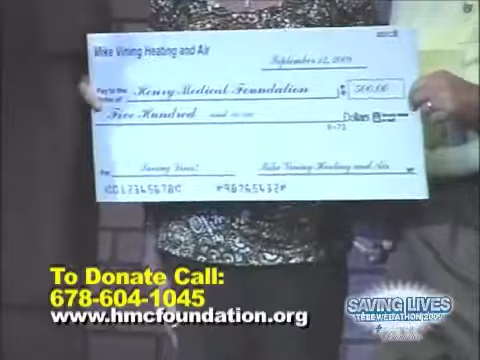 Mike Vining Heating and Air
September 12, 2009
Pay to the Order of Henry Medical Foundation $ 500.00
Five Hundred and Dollars
For Saving Lives! Mike Vining Heating and Air
To Donate Call:
678-604-1045
www.hmcfoundation.org
SAVING LIVES
TELEWEBATHON 2009